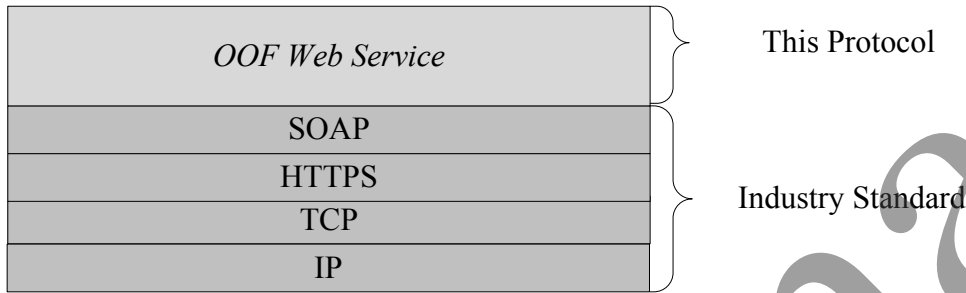 OOF Web Service
This Protocol
SOAP
HTTPS
TCP
IP
Industry Standard